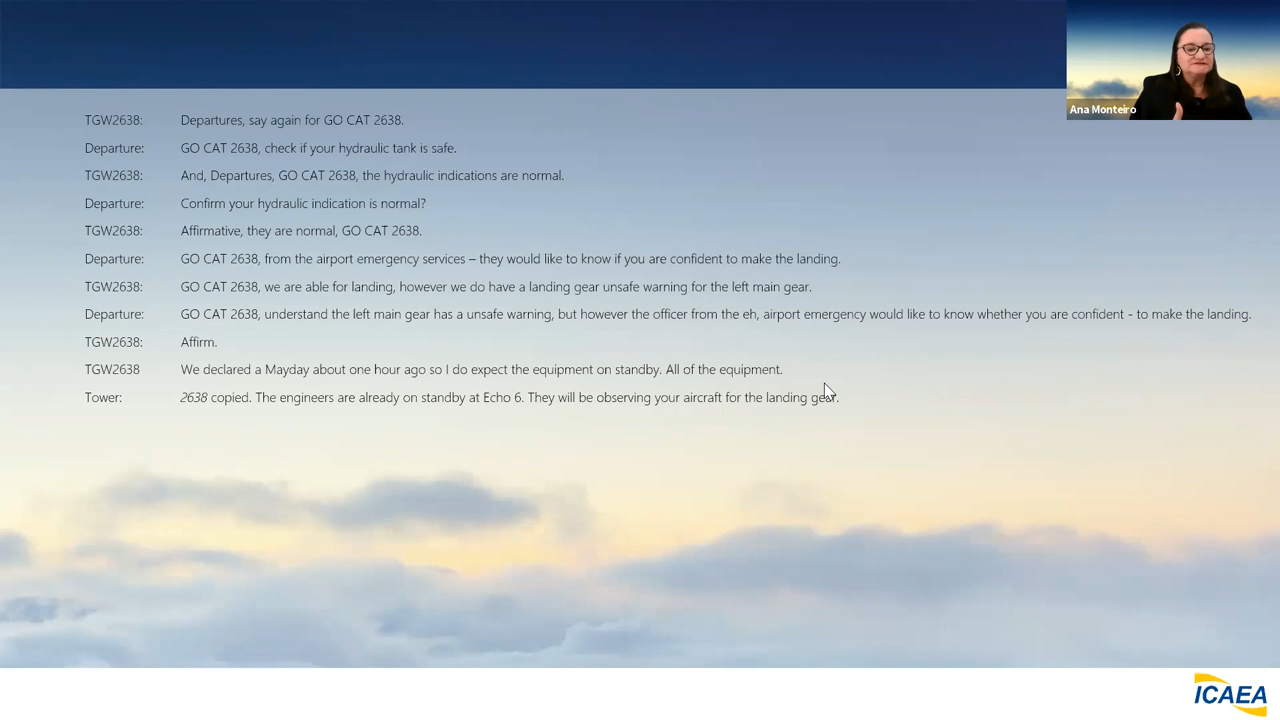 Ana Monteiro
TGW2638: Departures, say again for GO CAT 2638.
Departure: GO CAT 2638, check if your hydraulic tank is safe.
TGW2638: And, Departures, GO CAT 2638, the hydraulic indications are normal.
Departure: Confirm your hydraulic indication is normal?
TGW2638: Affirmative, they are normal, GO CAT 2638.
Departure: GO CAT 2638, from the airport emergency services – they would like to know if you are confident to make the landing.
TGW2638: GO CAT 2638, we are able for landing, however we do have a landing gear unsafe warning for the left main gear.
Departure: GO CAT 2638, understand the left main gear has a unsafe warning, but however the officer from the eh, airport emergency would like to know whether you are confident - to make the landing.
TGW2638: Affirm.
TGW2638 We declared a Mayday about one hour ago so I do expect the equipment on standby. All of the equipment.
Tower: 2638 copied. The engineers are already on standby at Echo 6. They will be observing your aircraft for the landing gear.
ICAEA